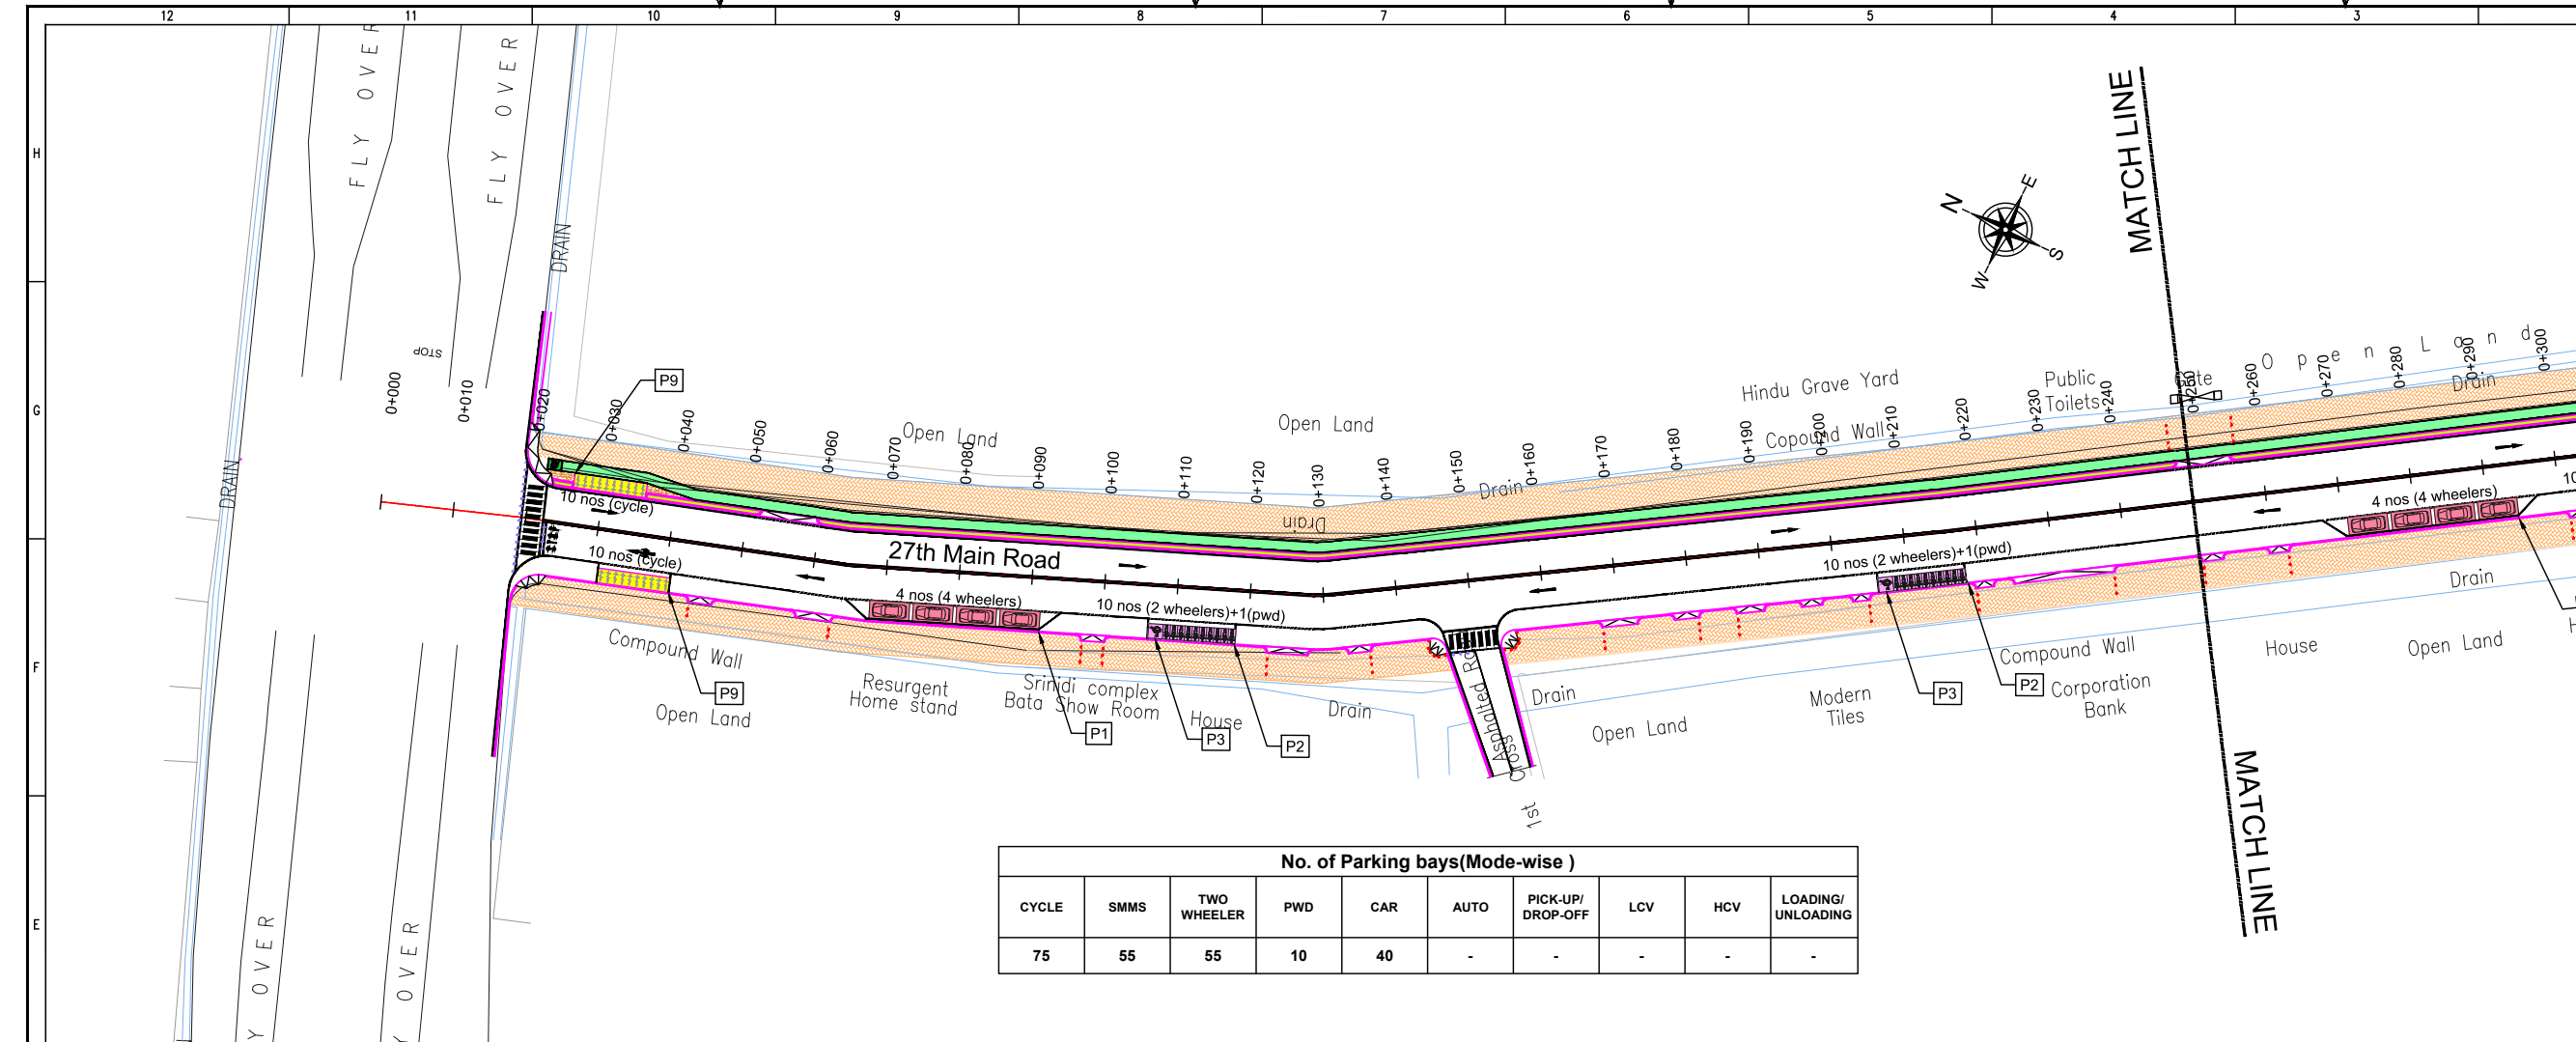 12 11 10 9 8 7 6 5 4 3
H
G
F
E
FLY OVER
FLY OVER
DRAIN
DRAIN
STOP
MATCH LINE
N
E
S
W
0+000
0+010
0+020
0+030
0+040
0+050
0+060
0+070
0+080
0+090
0+100
0+110
0+120
0+130
0+140
0+150
0+160
0+170
0+180
0+190
0+200
0+210
0+220
0+230
0+240
0+250
0+260
0+270
0+280
0+290
0+300
P9
Open Land
Open Land
Hindu Grave Yard
Copound Wall
Public
Toilets
Gate
Open Land
Drain
Drain
Drain
10 nos (cycle)
10 nos (cycle)
27th Main Road
4 nos (4 wheelers)
10 nos (2 wheelers)+1(pwd)
10 nos (2 wheelers)+1(pwd)
4 nos (4 wheelers)
10
Compound Wall
P9
Open Land
Resurgent
Home stand
Srinidi complex
Bata Show Room
P1
House
P3
P2
Drain
1st Cross
Drain
Open Land
Modern
Tiles
P3
Compound Wall
P2
Corporation
Bank
House
Open Land
Drain
H
MATCH LINE
Y OVER
Y OVER
No. of Parking bays(Mode-wise )
CYCLE SMMS TWO WHEELER PWD CAR AUTO PICK-UP/ DROP-OFF LCV HCV LOADING/ UNLOADING
75 55 55 10 40 - - - - -